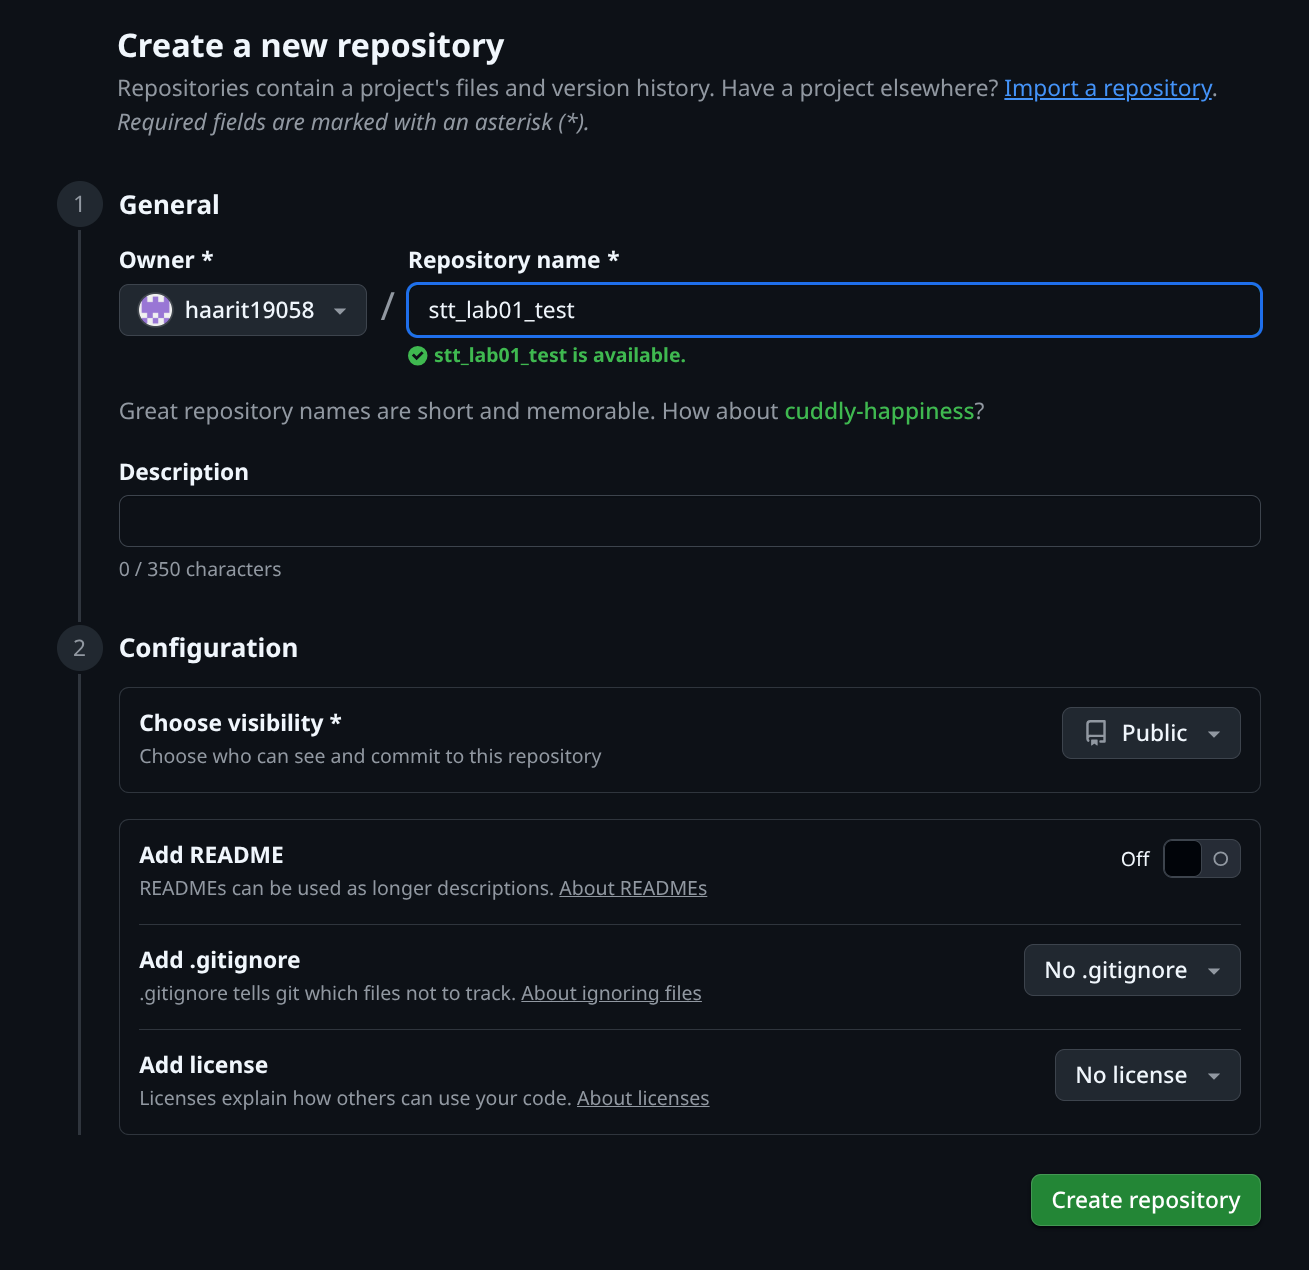 Create a new repository
Repositories contain a project's files and version history. Have a project elsewhere? Import a repository.
Required fields are marked with an asterisk (*).
1
General
Owner *
Repository name *
haarit19058
/
stt_lab01_test
stt_lab01_test is available.
Great repository names are short and memorable. How about cuddly-happiness?
Description
0 / 350 characters
2
Configuration
Choose visibility *
Choose who can see and commit to this repository
Public
Add README
READMEs can be used as longer descriptions. About READMEs
Off
Add .gitignore
.gitignore tells git which files not to track. About ignoring files
No .gitignore
Add license
Licenses explain how others can use your code. About licenses
No license
Create repository